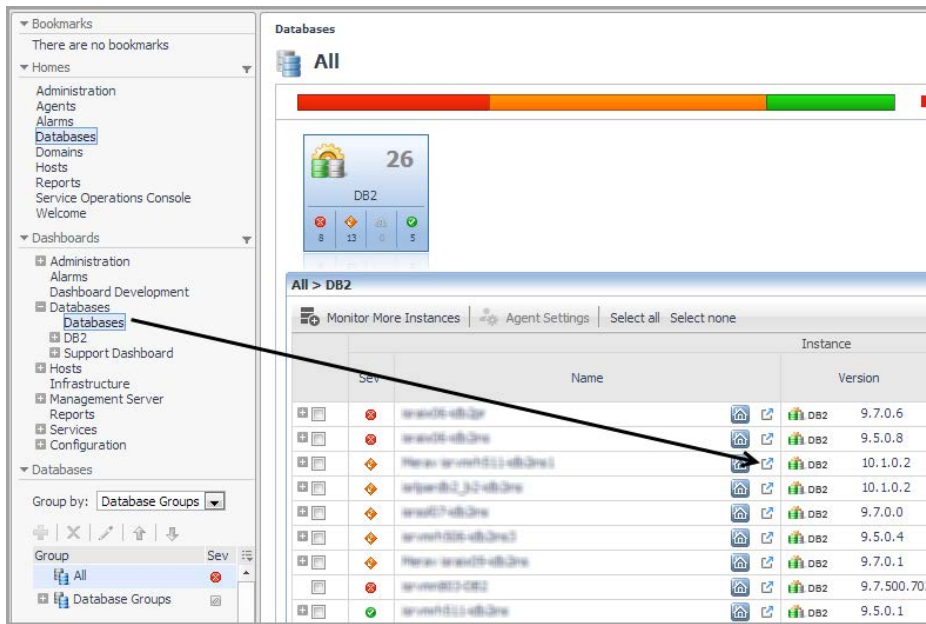 Bookmarks
There are no bookmarks
Homes
Administration
Agents
Alarms
Databases
Domains
Hosts
Reports
Service Operations Console
Welcome
Dashboards
Administration
Alarms
Dashboard Development
Databases
Databases
DB2
Support Dashboard
Hosts
Infrastructure
Management Server
Reports
Services
Configuration
Databases
Group by: Database Groups
Group Sev
All
Database Groups
Databases
All
26
DB2
8 13 0 5
All > DB2
Monitor More Instances Agent Settings Select all Select none
Instance
Sev Name Version
DB2 9.7.0.6
DB2 9.5.0.8
DB2 10.1.0.2
DB2 10.1.0.2
DB2 9.7.0.0
DB2 9.5.0.4
DB2 9.7.0.1
DB2 9.7.500.70
DB2 9.5.0.1